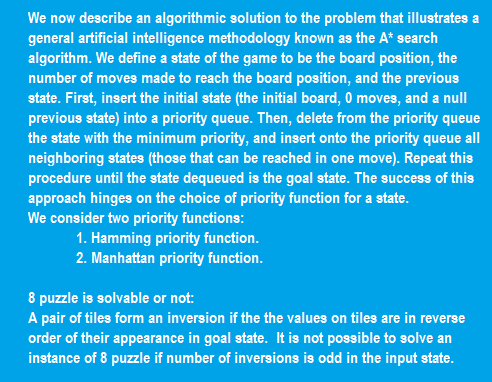 We now describe an algorithmic solution to the problem that illustrates a
general artificial intelligence methodology known as the A* search
algorithm. We define a state of the game to be the board position, the
number of moves made to reach the board position, and the previous
state. First, insert the initial state (the initial board, 0 moves, and a null
previous state) into a priority queue. Then, delete from the priority queue
the state with the minimum priority, and insert onto the priority queue all
neighboring states (those that can be reached in one move). Repeat this
procedure until the state dequeued is the goal state. The success of this
approach hinges on the choice of priority function for a state.
We consider two priority functions:
1. Hamming priority function.
2. Manhattan priority function.
8 puzzle is solvable or not:
A pair of tiles form an inversion if the the values on tiles are in reverse
order of their appearance in goal state.  It is not possible to solve an
instance of 8 puzzle if number of inversions is odd in the input state.